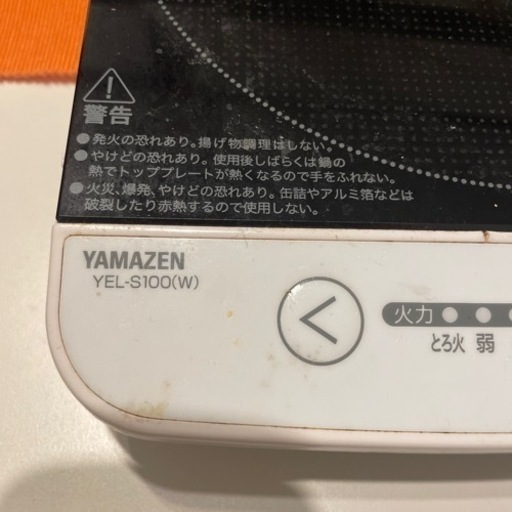 警告
●発火の恐れあり。揚げ物調理はしない。
●やけどの恐れあり。使用後しばらくは鍋の
熱でトッププレートが熱くなるので手をふれない。
●火災、爆発、やけどの恐れあり。缶詰やアルミ箔などは
破裂したり赤熱するので使用しない。
YAMAZEN
YEL-S100(W)
<
火力
とろ火 弱